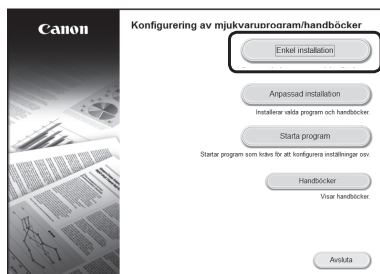 Canon
Konfigurering av mjukvaruprogram/handböcker
Enkel installation
Anpassad installation
Installerar valda program och handböcker.
Starta program
Startar program som krävs för att konfigurera inställningar osv.
Handböcker
Visar handböcker.
Avsluta